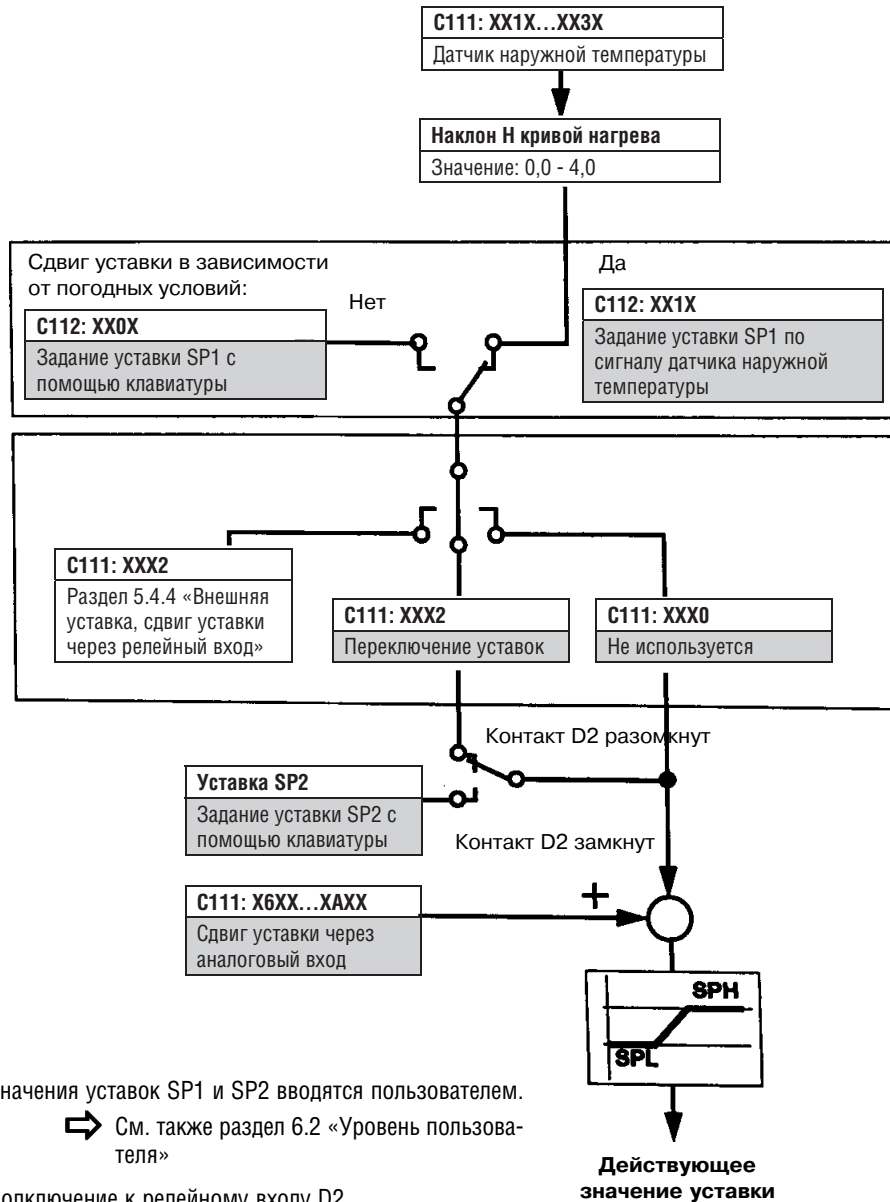 C111: XX1X...XX3X
Датчик наружной температуры
Наклон H кривой нагрева
Значение: 0,0 - 4,0
Сдвиг уставки в зависимости
от погодных условий:
Нет
Да
C112: XX0X
Задание уставки SP1 с
помощью клавиатуры
C112: XX1X
Задание уставки SP1 по
сигналу датчика наружной
температуры
C111: XXX2
Раздел 5.4.4 «Внешняя
уставка, сдвиг уставки
через релейный вход»
C111: XXX2
Переключение уставок
C111: XXX0
Не используется
Контакт D2 разомкнут
Уставка SP2
Задание уставки SP2 с
помощью клавиатуры
Контакт D2 замкнут
C111: X6XX...XAXX
Сдвиг уставки через
аналоговый вход
+
SPH
SPL
начения уставок SP1 и SP2 вводятся пользователем.
См. также раздел 6.2 «Уровень пользова-
теля»
Действующее
значение уставки
одключение к релейному входу D2